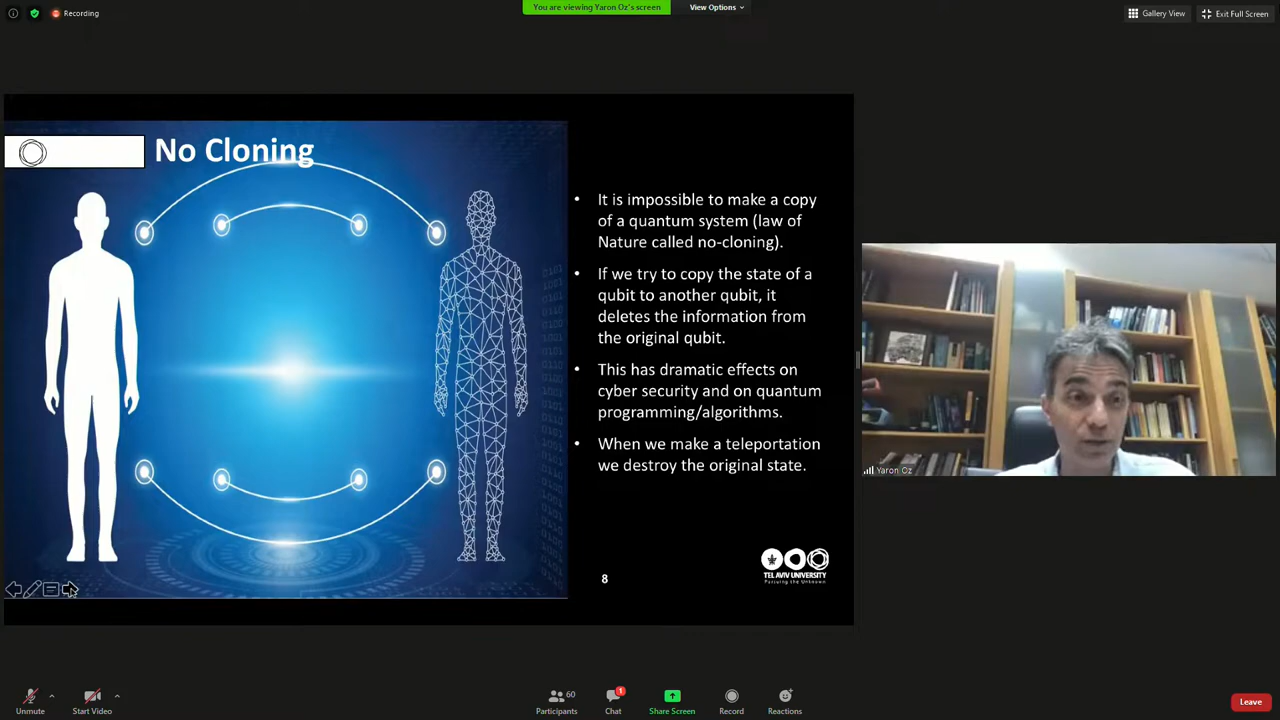 Recording
You are viewing Yaron Oz's screen
View Options
Gallery View
Exit Full Screen
No Cloning
• It is impossible to make a copy
of a quantum system (law of
Nature called no-cloning).
• If we try to copy the state of a
qubit to another qubit, it
deletes the information from
the original qubit.
• This has dramatic effects on
cyber security and on quantum
programming/algorithms.
• When we make a teleportation
we destroy the original state.
8
TEL AVIV UNIVERSITY
Pursuing the Unknown
Yaron Oz
Unmute
Start Video
60
Participants
1
Chat
Share Screen
Record
Reactions
Leave